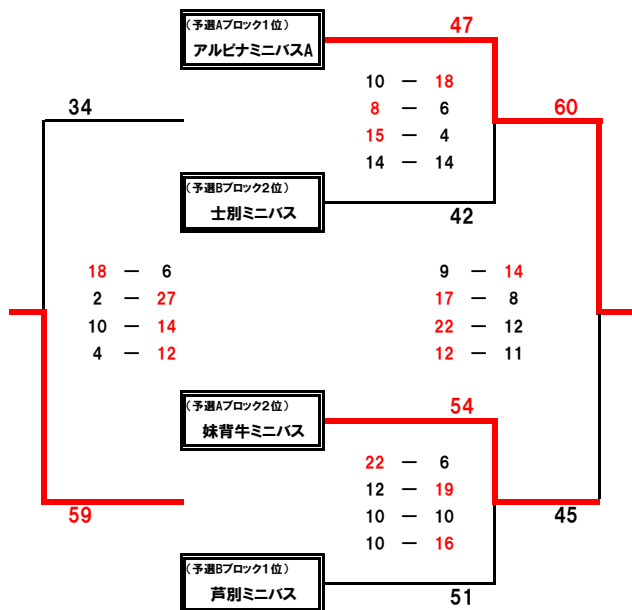 (予選Aブロック1位)
アルピナミニバスA
47
10 － 18
8 － 6
15 － 4
14 － 14
34
60
(予選Bブロック2位)
士別ミニバス
42
18 － 6
2 － 27
10 － 14
4 － 12
9 － 14
17 － 8
22 － 12
12 － 11
(予選Aブロック2位)
妹背牛ミニバス
54
22 － 6
12 － 19
10 － 10
10 － 16
59
45
(予選Bブロック1位)
芦別ミニバス
51